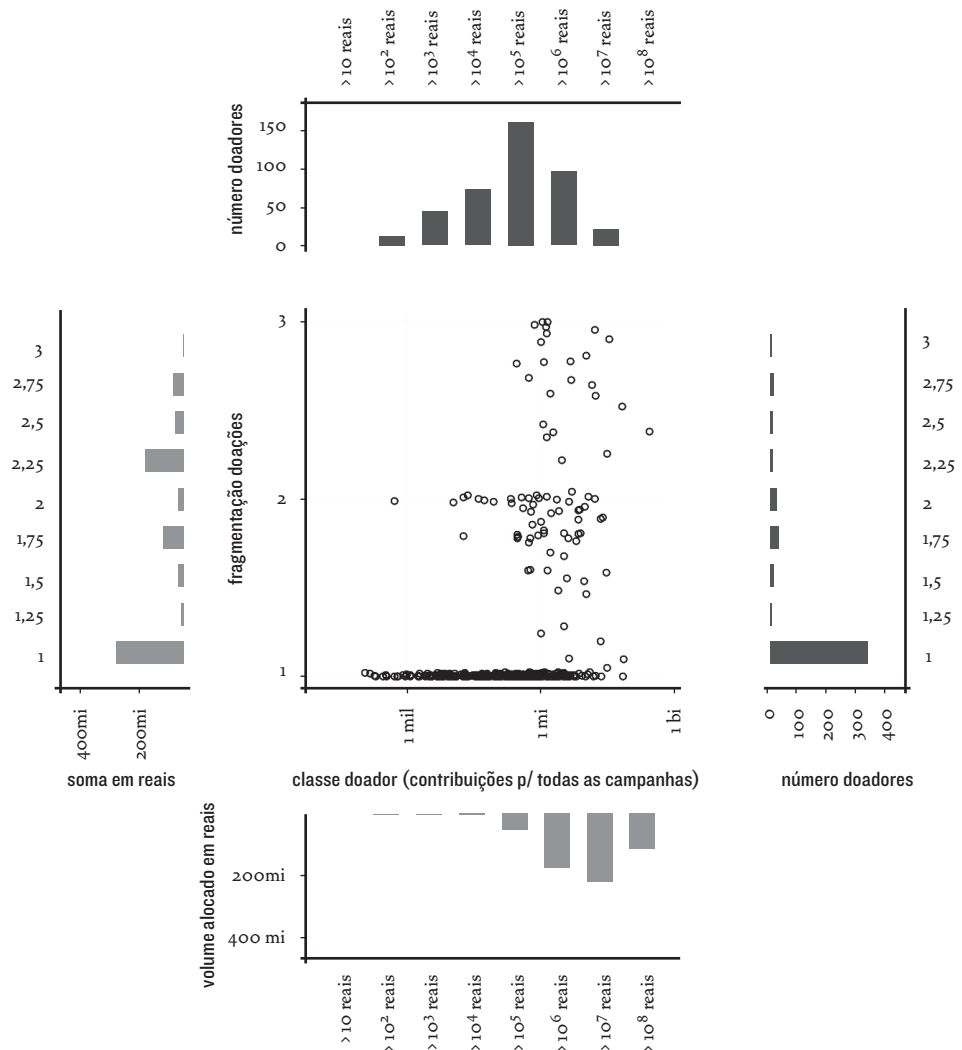 >10 reais
>10² reais
>10³ reais
>10⁴ reais
>10⁵ reais
>10⁶ reais
>10⁷ reais
>10⁸ reais
número doadores
150
100
50
0
3
2,75
2,5
2,25
2
1,75
1,5
1,25
1
400mi
200mi
soma em reais
fragmentação doações
3
2
1
1 mil
1 mi
1 bi
classe doador (contribuições p/ todas as campanhas)
3
2,75
2,5
2,25
2
1,75
1,5
1,25
1
0
100
200
300
400
número doadores
volume alocado em reais
200mi
400 mi
>10 reais
>10² reais
>10³ reais
>10⁴ reais
>10⁵ reais
>10⁶ reais
>10⁷ reais
>10⁸ reais